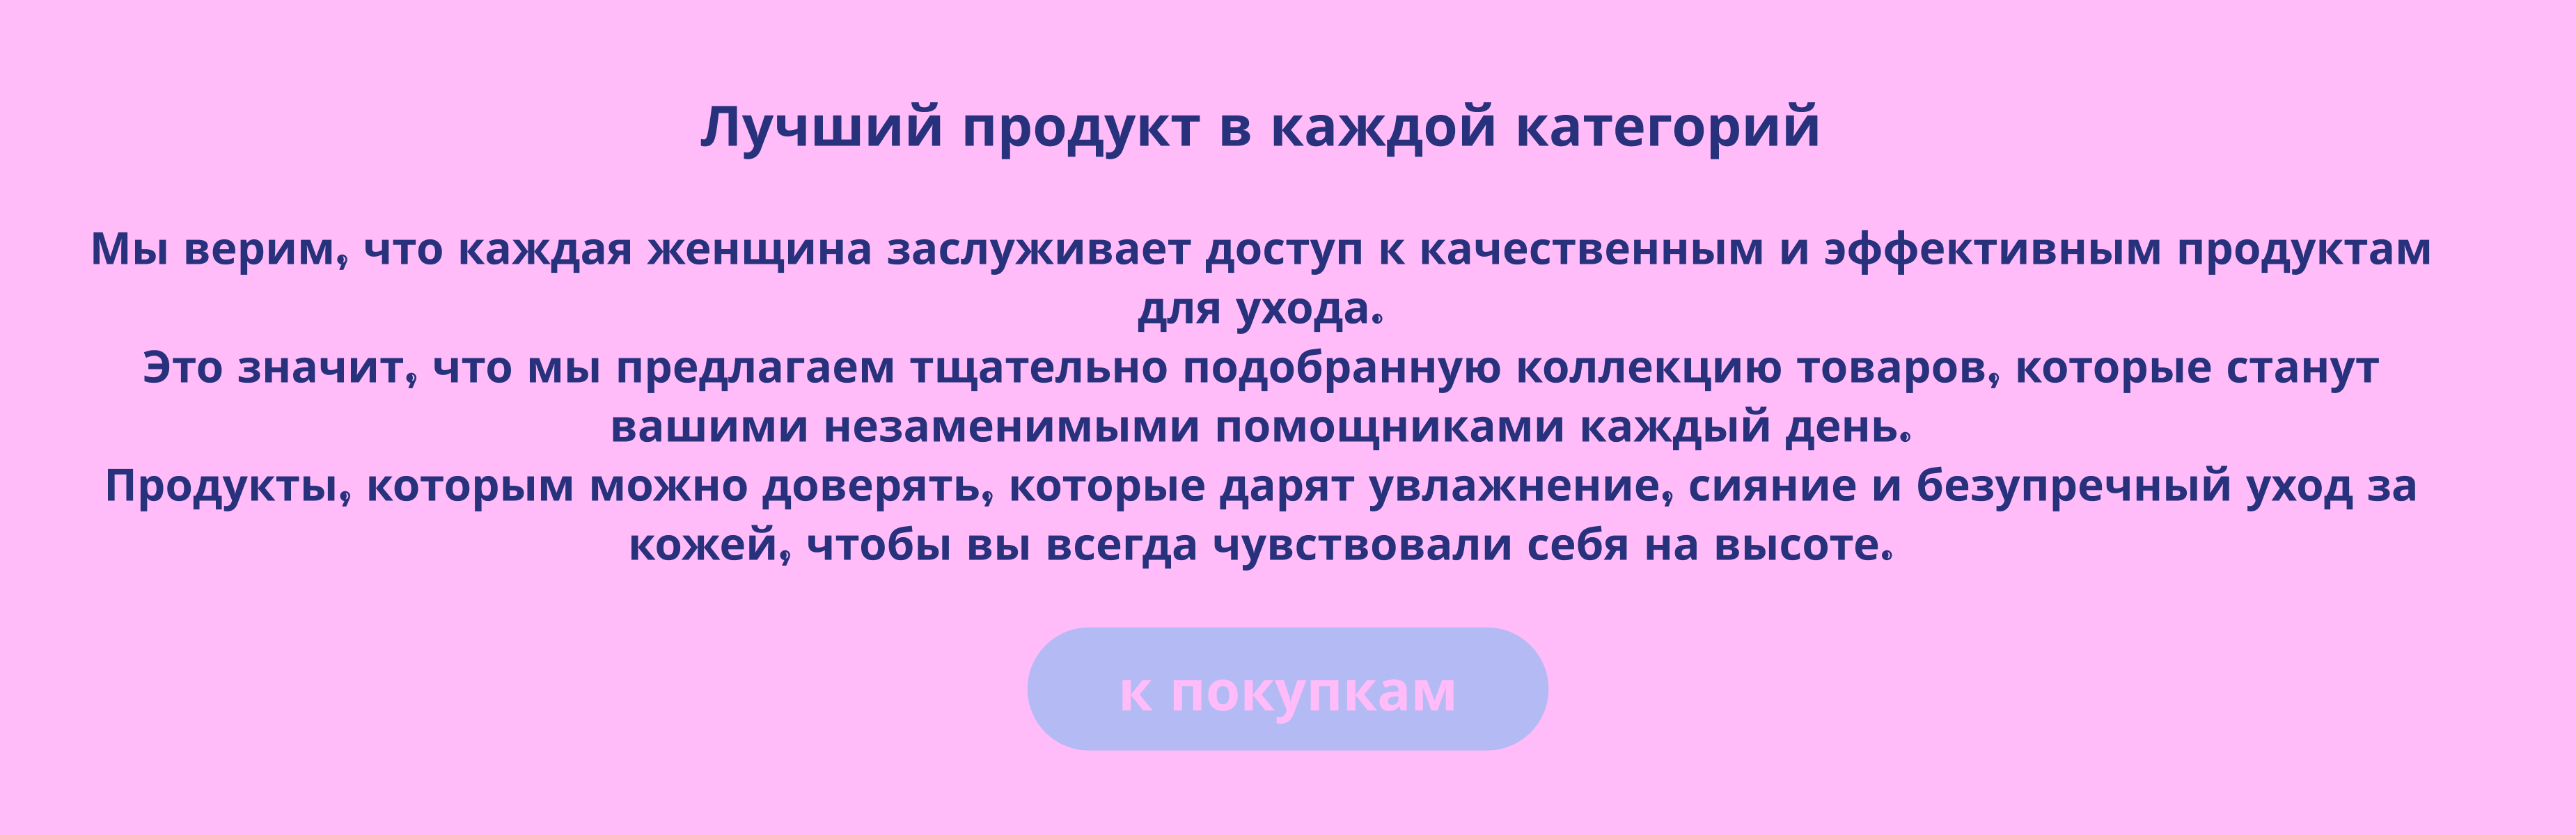 Лучший продукт в каждой категорий
Мы верим, что каждая женщина заслуживает доступ к качественным и эффективным продуктам
для ухода.
Это значит, что мы предлагаем тщательно подобранную коллекцию товаров, которые станут
вашими незаменимыми помощниками каждый день.
Продукты, которым можно доверять, которые дарят увлажнение, сияние и безупречный уход за
кожей, чтобы вы всегда чувствовали себя на высоте.
к покупкам